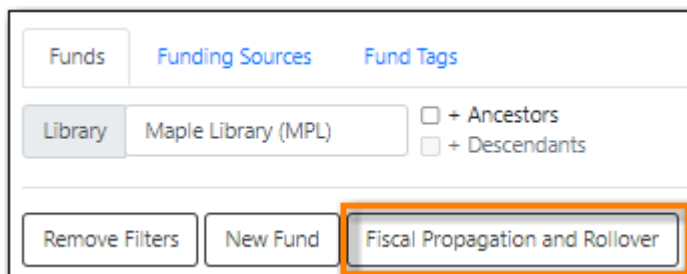 Funds Funding Sources Fund Tags
Library Maple Library (MPL) + Ancestors
+ Descendants
Remove Filters New Fund Fiscal Propagation and Rollover